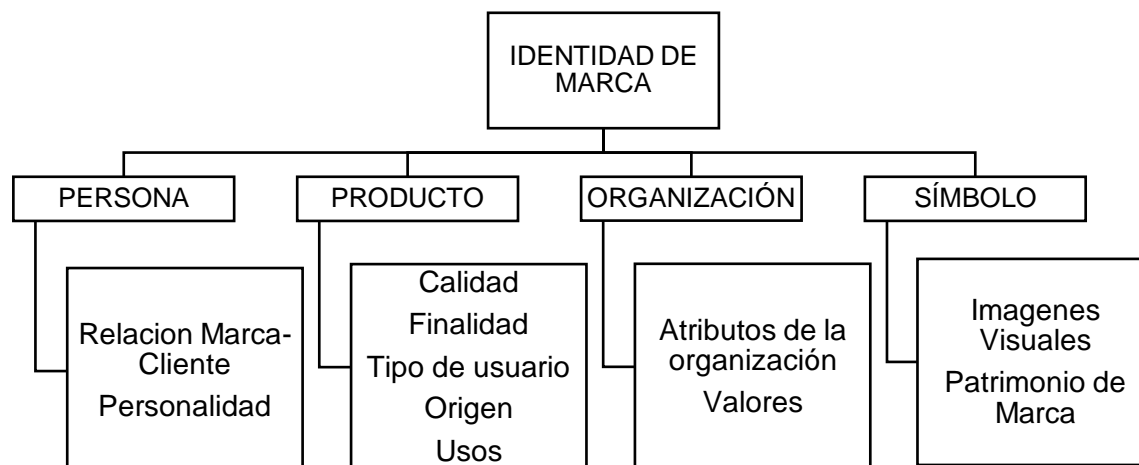 IDENTIDAD DE
MARCA
PERSONA
Relacion Marca-
Cliente
Personalidad
PRODUCTO
Calidad
Finalidad
Tipo de usuario
Origen
Usos
ORGANIZACIÓN
Atributos de la
organización
Valores
SÍMBOLO
Imagenes
Visuales
Patrimonio de
Marca